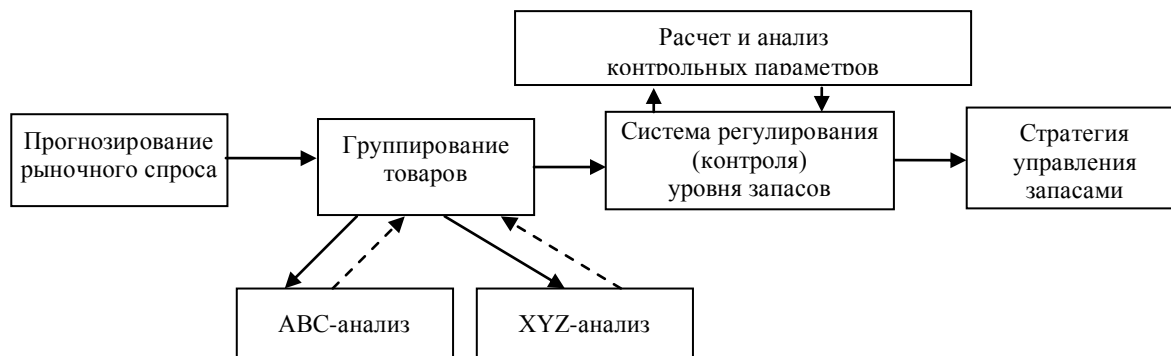 Расчет и анализ
контрольных параметров
Прогнозирование
рыночного спроса
Группирование
товаров
Система регулирования
(контроля)
уровня запасов
Стратегия
управления
запасами
АВС-анализ
XYZ-анализ